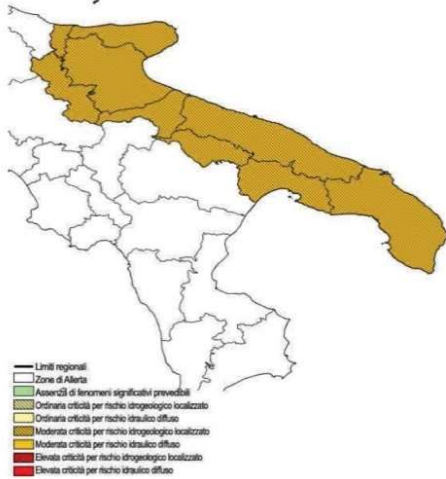 Limiti regionali
Zone di Allerta
Assenza di fenomeni significativi prevedibili
Ordinaria criticità per rischio idrogeologico localizzato
Ordinaria criticità per rischio idraulico diffuso
Moderata criticità per rischio idrogeologico localizzato
Moderata criticità per rischio idraulico diffuso
Elevata criticità per rischio idrogeologico localizzato
Elevata criticità per rischio idraulico diffuso